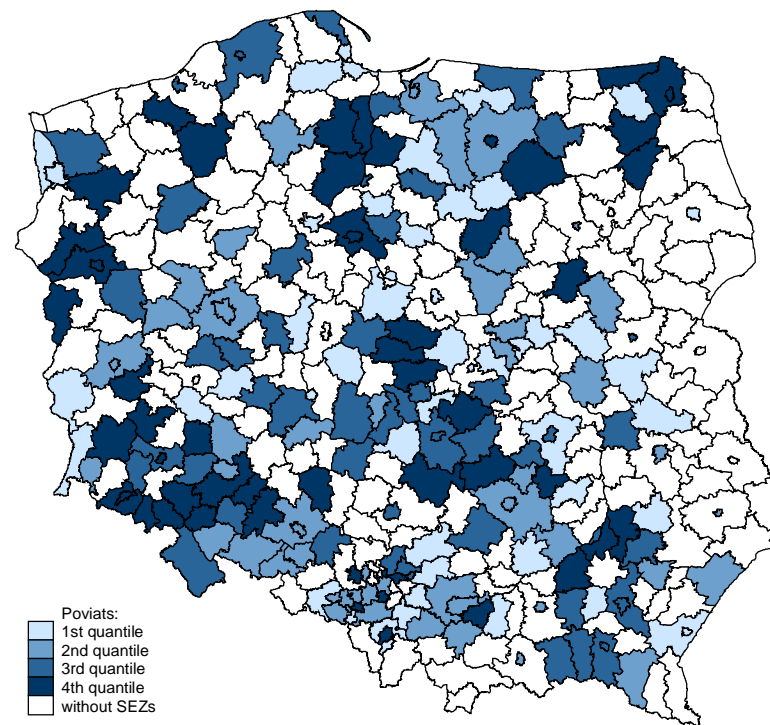 Poviats:
1st quantile
2nd quantile
3rd quantile
4th quantile
without SEZs